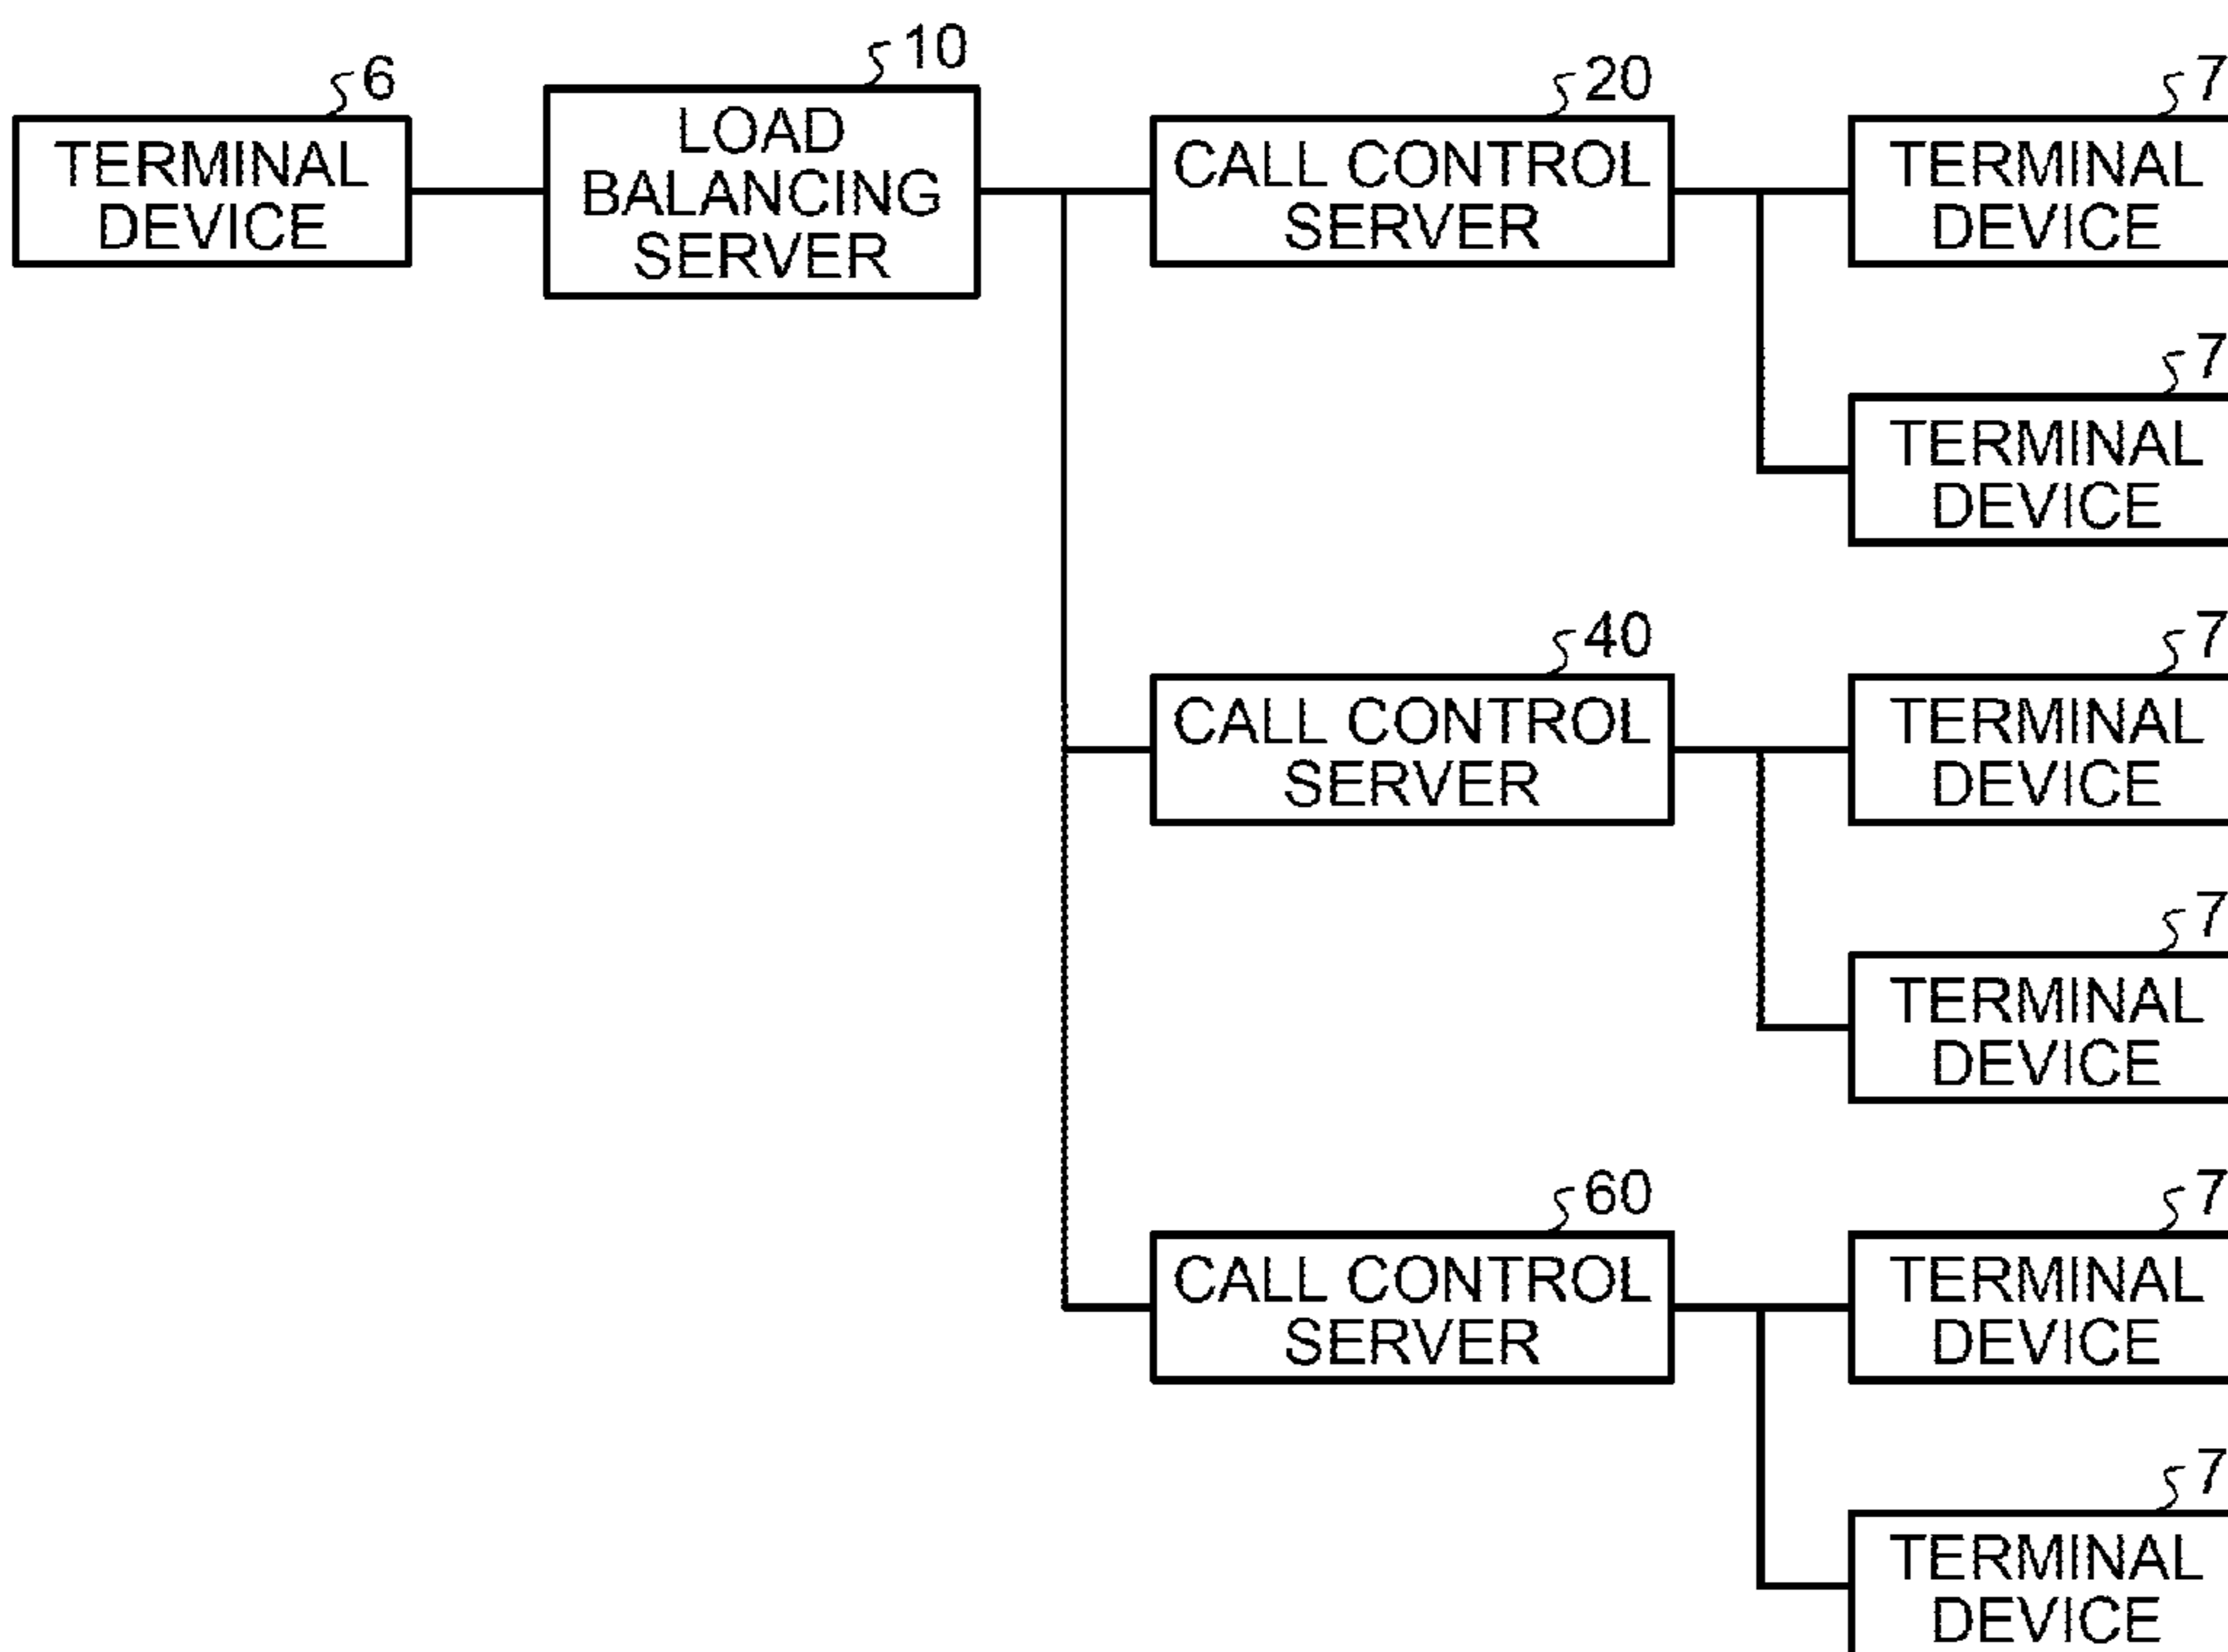 6
TERMINAL
DEVICE
10
LOAD
BALANCING
SERVER
20
CALL CONTROL
SERVER
7
TERMINAL
DEVICE
7
TERMINAL
DEVICE
40
CALL CONTROL
SERVER
7
TERMINAL
DEVICE
7
TERMINAL
DEVICE
60
CALL CONTROL
SERVER
7
TERMINAL
DEVICE
7
TERMINAL
DEVICE